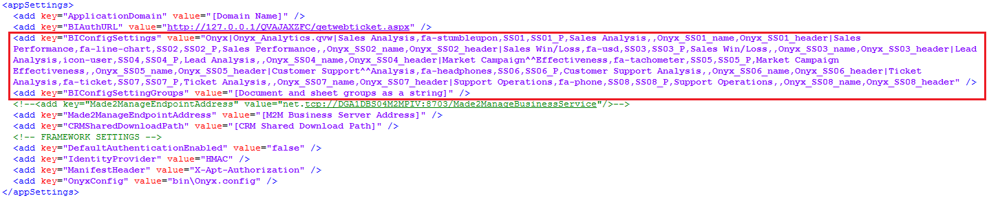 <appSettings>
<add key="ApplicationDomain" value="[Domain Name]" />
<add key="BIAuthURL" value="http://127.0.0.1/QVAJAXZFC/getwebticket.aspx" />
<add key="BIConfigSettings" value="Onyx|Onyx_Analytics.qvw|Sales Analysis,fa-stumbleupon,SS01,SS01_P,Sales Analysis,,Onyx_SS01_name,Onyx_SS01_header|Sales
Performance,fa-line-chart,SS02,SS02_P,Sales Performance,,Onyx_SS02_name,Onyx_SS02_header|Sales Win/Loss,fa-usd,SS03,SS03_P,Sales Win/Loss,,Onyx_SS03_name,Onyx_SS03_header|Lead
Analysis,icon-user,SS04,SS04_P,Lead Analysis,,Onyx_SS04_name,Onyx_SS04_header|Market Campaign^^Effectiveness,fa-tachometer,SS05,SS05_P,Market Campaign
Effectiveness,,Onyx_SS05_name,Onyx_SS05_header|Customer Support^^Analysis,fa-headphones,SS06,SS06_P,Customer Support Analysis,,Onyx_SS06_name,Onyx_SS06_header|Ticket
Analysis,fa-ticket,SS07,SS07_P,Ticket Analysis,,Onyx_SS07_name,Onyx_SS07_header|Support Operations,fa-phone,SS08,SS08_P,Support Operations,,Onyx_SS08_name,Onyx_SS08_header" />
<add key="BIConfigSettingGroups" value="[Document and sheet groups as a string]" />
<!--<add key="Made2ManageEndpointAddress" value="net.tcp://DGA1DBS04M2MPIV:8703/Made2ManageBusinessService"/>-->
<add key="Made2ManageEndpointAddress" value="[M2M Business Server Address]" />
<add key="CRMSharedDownloadPath" value="[CRM Shared Download Path]" />
<!-- FRAMEWORK SETTINGS -->
<add key="DefaultAuthenticationEnabled" value="false" />
<add key="IdentityProvider" value="HMAC" />
<add key="ManifestHeader" value="X-Apt-Authorization" />
<add key="OnyxConfig" value="bin\Onyx.config" />
</appSettings>